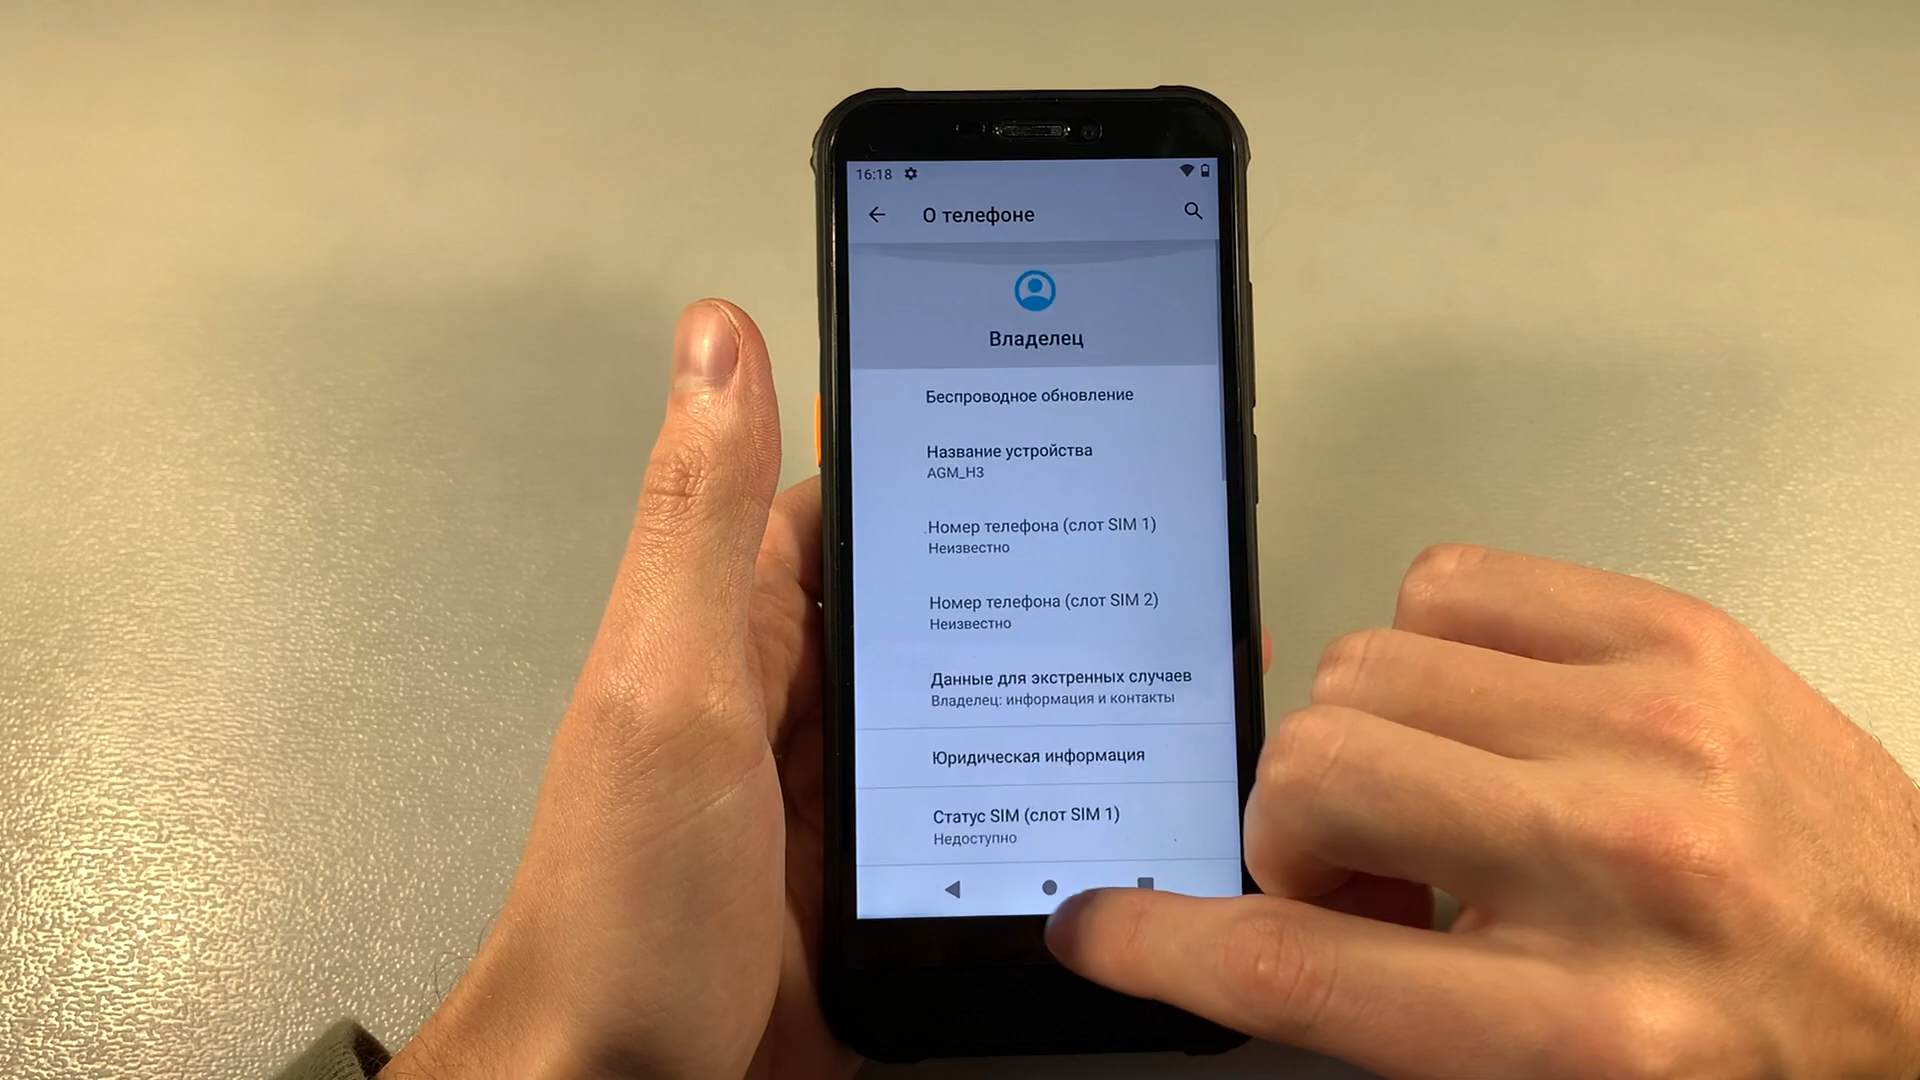 16:18
О телефоне
Владелец
Беспроводное обновление
Название устройства
AGM_H3
Номер телефона (слот SIM 1)
Неизвестно
Номер телефона (слот SIM 2)
Неизвестно
Данные для экстренных случаев
Владелец: информация и контакты
Юридическая информация
Статус SIM (слот SIM 1)
Недоступно